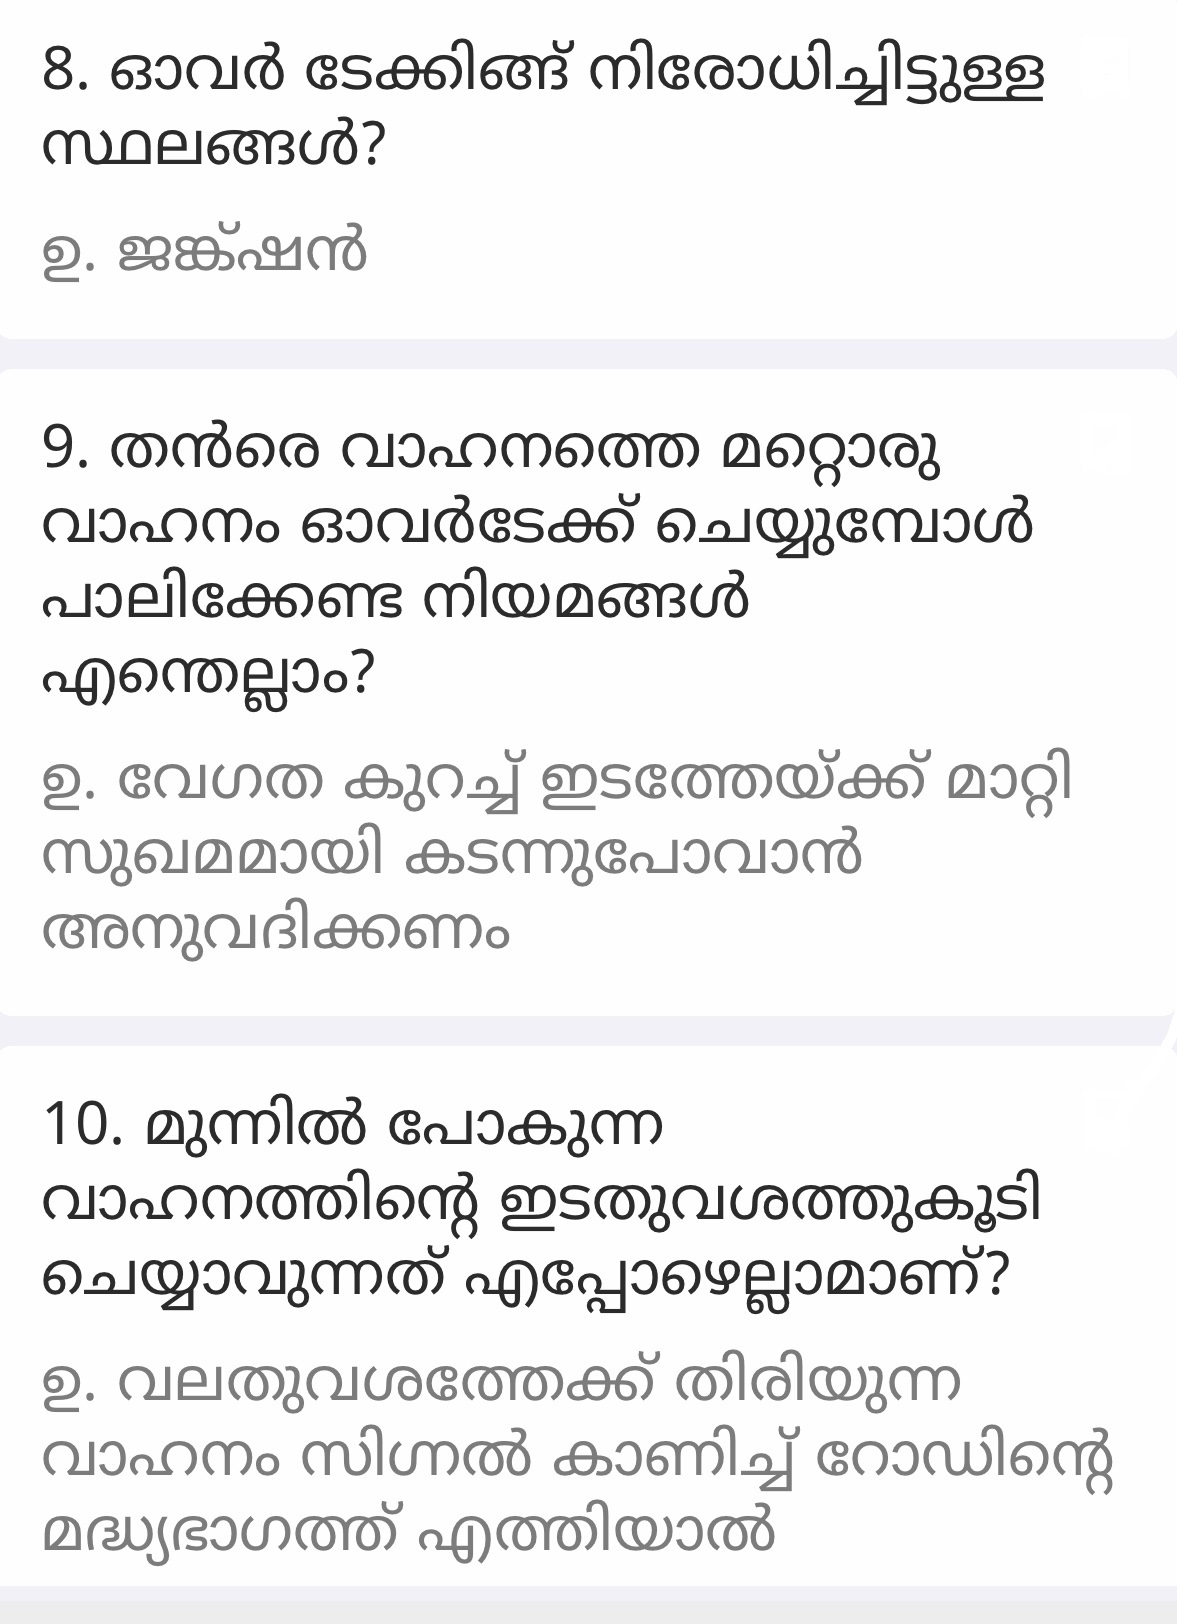 8. ഓവർ ടേക്കിങ്ങ് നിരോധിച്ചിട്ടുള്ള
സ്ഥലങ്ങൾ?
ഉ. ജങ്ക്ഷൻ
9. തൻരെ വാഹനത്തെ മറ്റൊരു
വാഹനം ഓവർടേക്ക് ചെയ്യുമ്പോൾ
പാലിക്കേണ്ട നിയമങ്ങൾ
എന്തെല്ലാം?
ഉ. വേഗത കുറച്ച് ഇടത്തേയ്ക്ക് മാറ്റി
സുഖമമായി കടന്നുപോവാൻ
അനുവദിക്കണം
10. മുന്നിൽ പോകുന്ന
വാഹനത്തിന്റെ ഇടതുവശത്തുകൂടി
ചെയ്യാവുന്നത് എപ്പോഴെല്ലാമാണ്?
ഉ. വലതുവശത്തേക്ക് തിരിയുന്ന
വാഹനം സിഗ്നൽ കാണിച്ച് റോഡിന്റെ
മദ്ധ്യഭാഗത്ത് എത്തിയാൽ